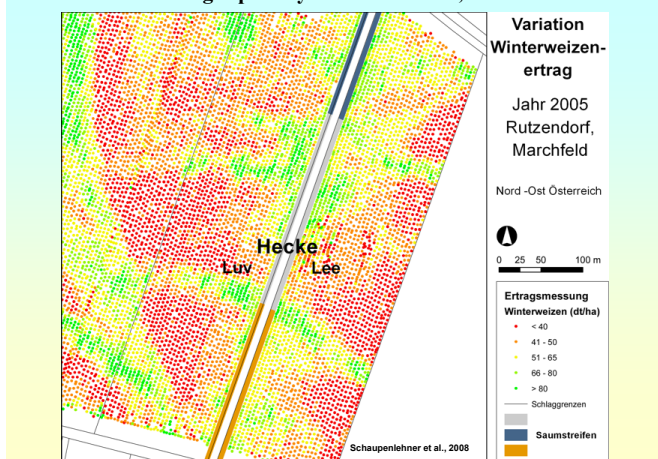 Variation
Winterweizen-
ertrag
Jahr 2005
Rutzendorf,
Marchfeld
Nord -Ost Österreich
0 25 50 100 m
Hecke
Luv Lee
Ertragsmessung
Winterweizen (dt/ha)
< 40
41 - 50
51 - 65
66 - 80
> 80
Schlaggrenzen
Saumstreifen
Schaupenlehner et al., 2008